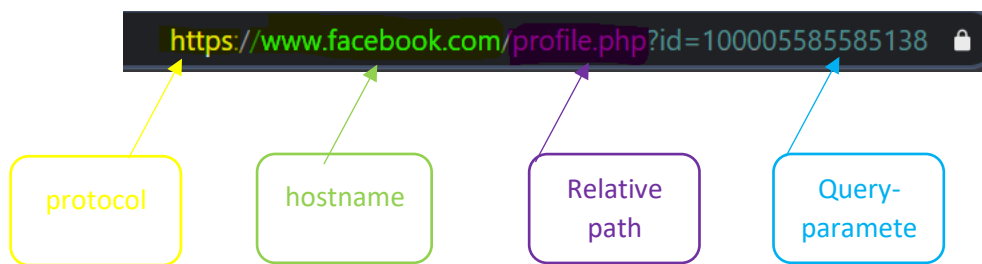 https://www.facebook.com/profile.php?id=100005585585138
protocol
hostname
Relative
path
Query-
paramete